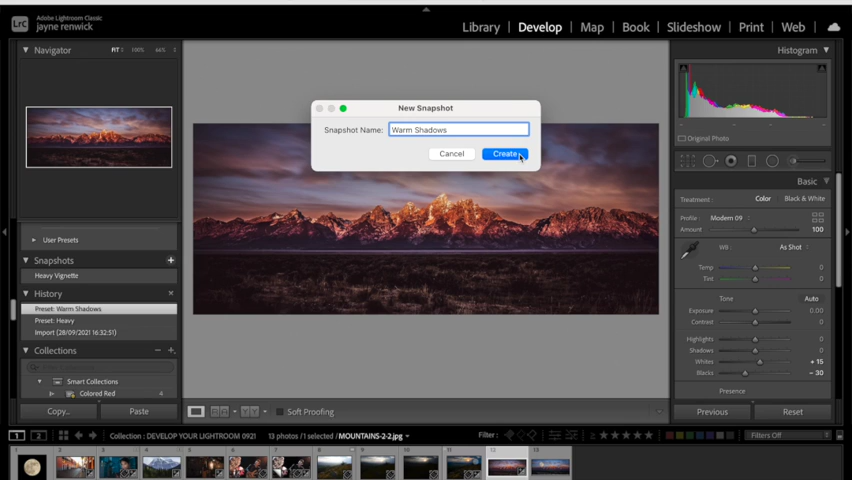 Adobe Lightroom Classic
LrC
jayne renwick
Library | Develop | Map | Book | Slideshow | Print | Web
Navigator
FIT
100%
66%
Histogram
Original Photo
New Snapshot
Snapshot Name:
Warm Shadows
Cancel
Create
User Presets
Snapshots
Heavy Vignette
History
Preset: Warm Shadows
Preset: Heavy
Import (28/09/2021 16:32:51)
Collections
Smart Collections
Colored Red
4
Copy...
Paste
Basic
Treatment:
Color
Black & White
Profile :
Modern 09
Amount
100
WB :
As Shot
Temp
0
Tint
0
Tone
Auto
Exposure
0.00
Contrast
0
Highlights
0
Shadows
0
Whites
+ 15
Blacks
– 30
Presence
Previous
Reset
Soft Proofing
1
2
Collection : DEVELOP YOUR LIGHTROOM 0921
13 photos / 1 selected / MOUNTAINS-2-2.jpg
Filter :
Filters Off